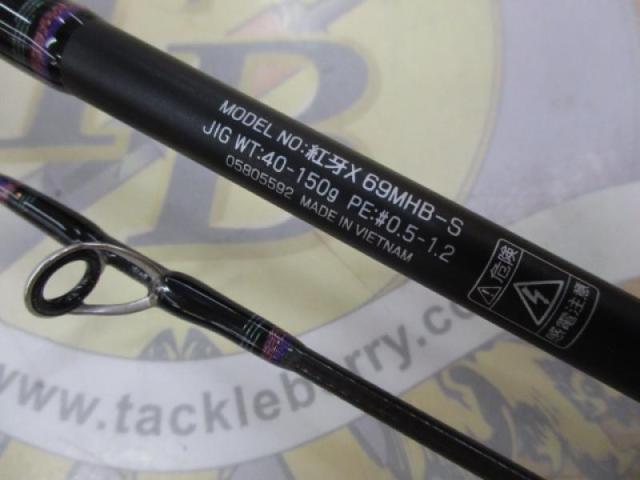 MODEL NO:紅牙X 69MHB-S
JIG WT:40-150g PE:#0.5-1.2
05805592 MADE IN VIETNAM
危険
感電注意
www.tackleberry.co